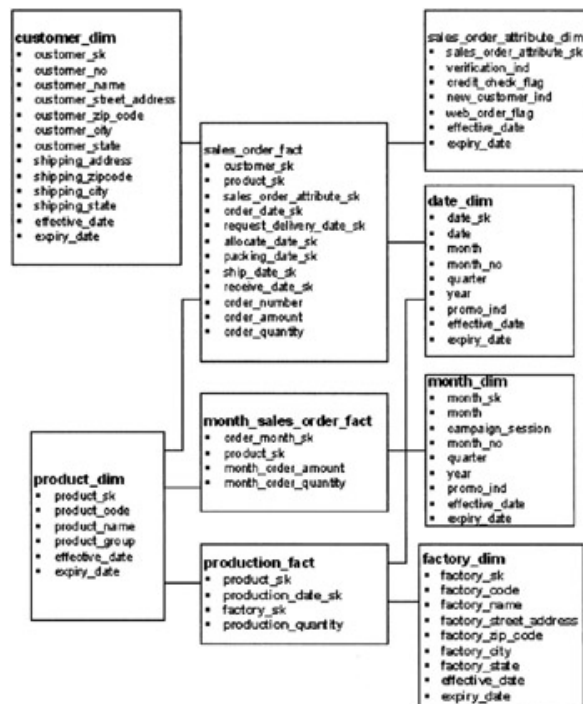 customer_dim
customer_sk
customer_no
customer_name
customer_street_address
customer_zip_code
customer_city
customer_state
shipping_address
shipping_zipcode
shipping_city
shipping_state
effective_date
expiry_date
sales_order_attribute_dim
sales_order_attribute_sk
verification_ind
credit_check_flag
new_customer_ind
web_order_flag
effective_date
expiry_date
sales_order_fact
customer_sk
product_sk
sales_order_attribute_sk
order_date_sk
request_delivery_date_sk
allocate_date_sk
packing_date_sk
ship_date_sk
receive_date_sk
order_number
order_amount
order_quantity
date_dim
date_sk
date
month
month_no
quarter
year
promo_ind
effective_date
expiry_date
month_sales_order_fact
order_month_sk
product_sk
month_order_amount
month_order_quantity
month_dim
month_sk
month
campaign_session
month_no
quarter
year
promo_ind
effective_date
expiry_date
product_dim
product_sk
product_code
product_name
product_group
effective_date
expiry_date
production_fact
product_sk
production_date_sk
factory_sk
production_quantity
factory_dim
factory_sk
factory_code
factory_name
factory_street_address
factory_zip_code
factory_city
factory_state
effective_date
expiry_date